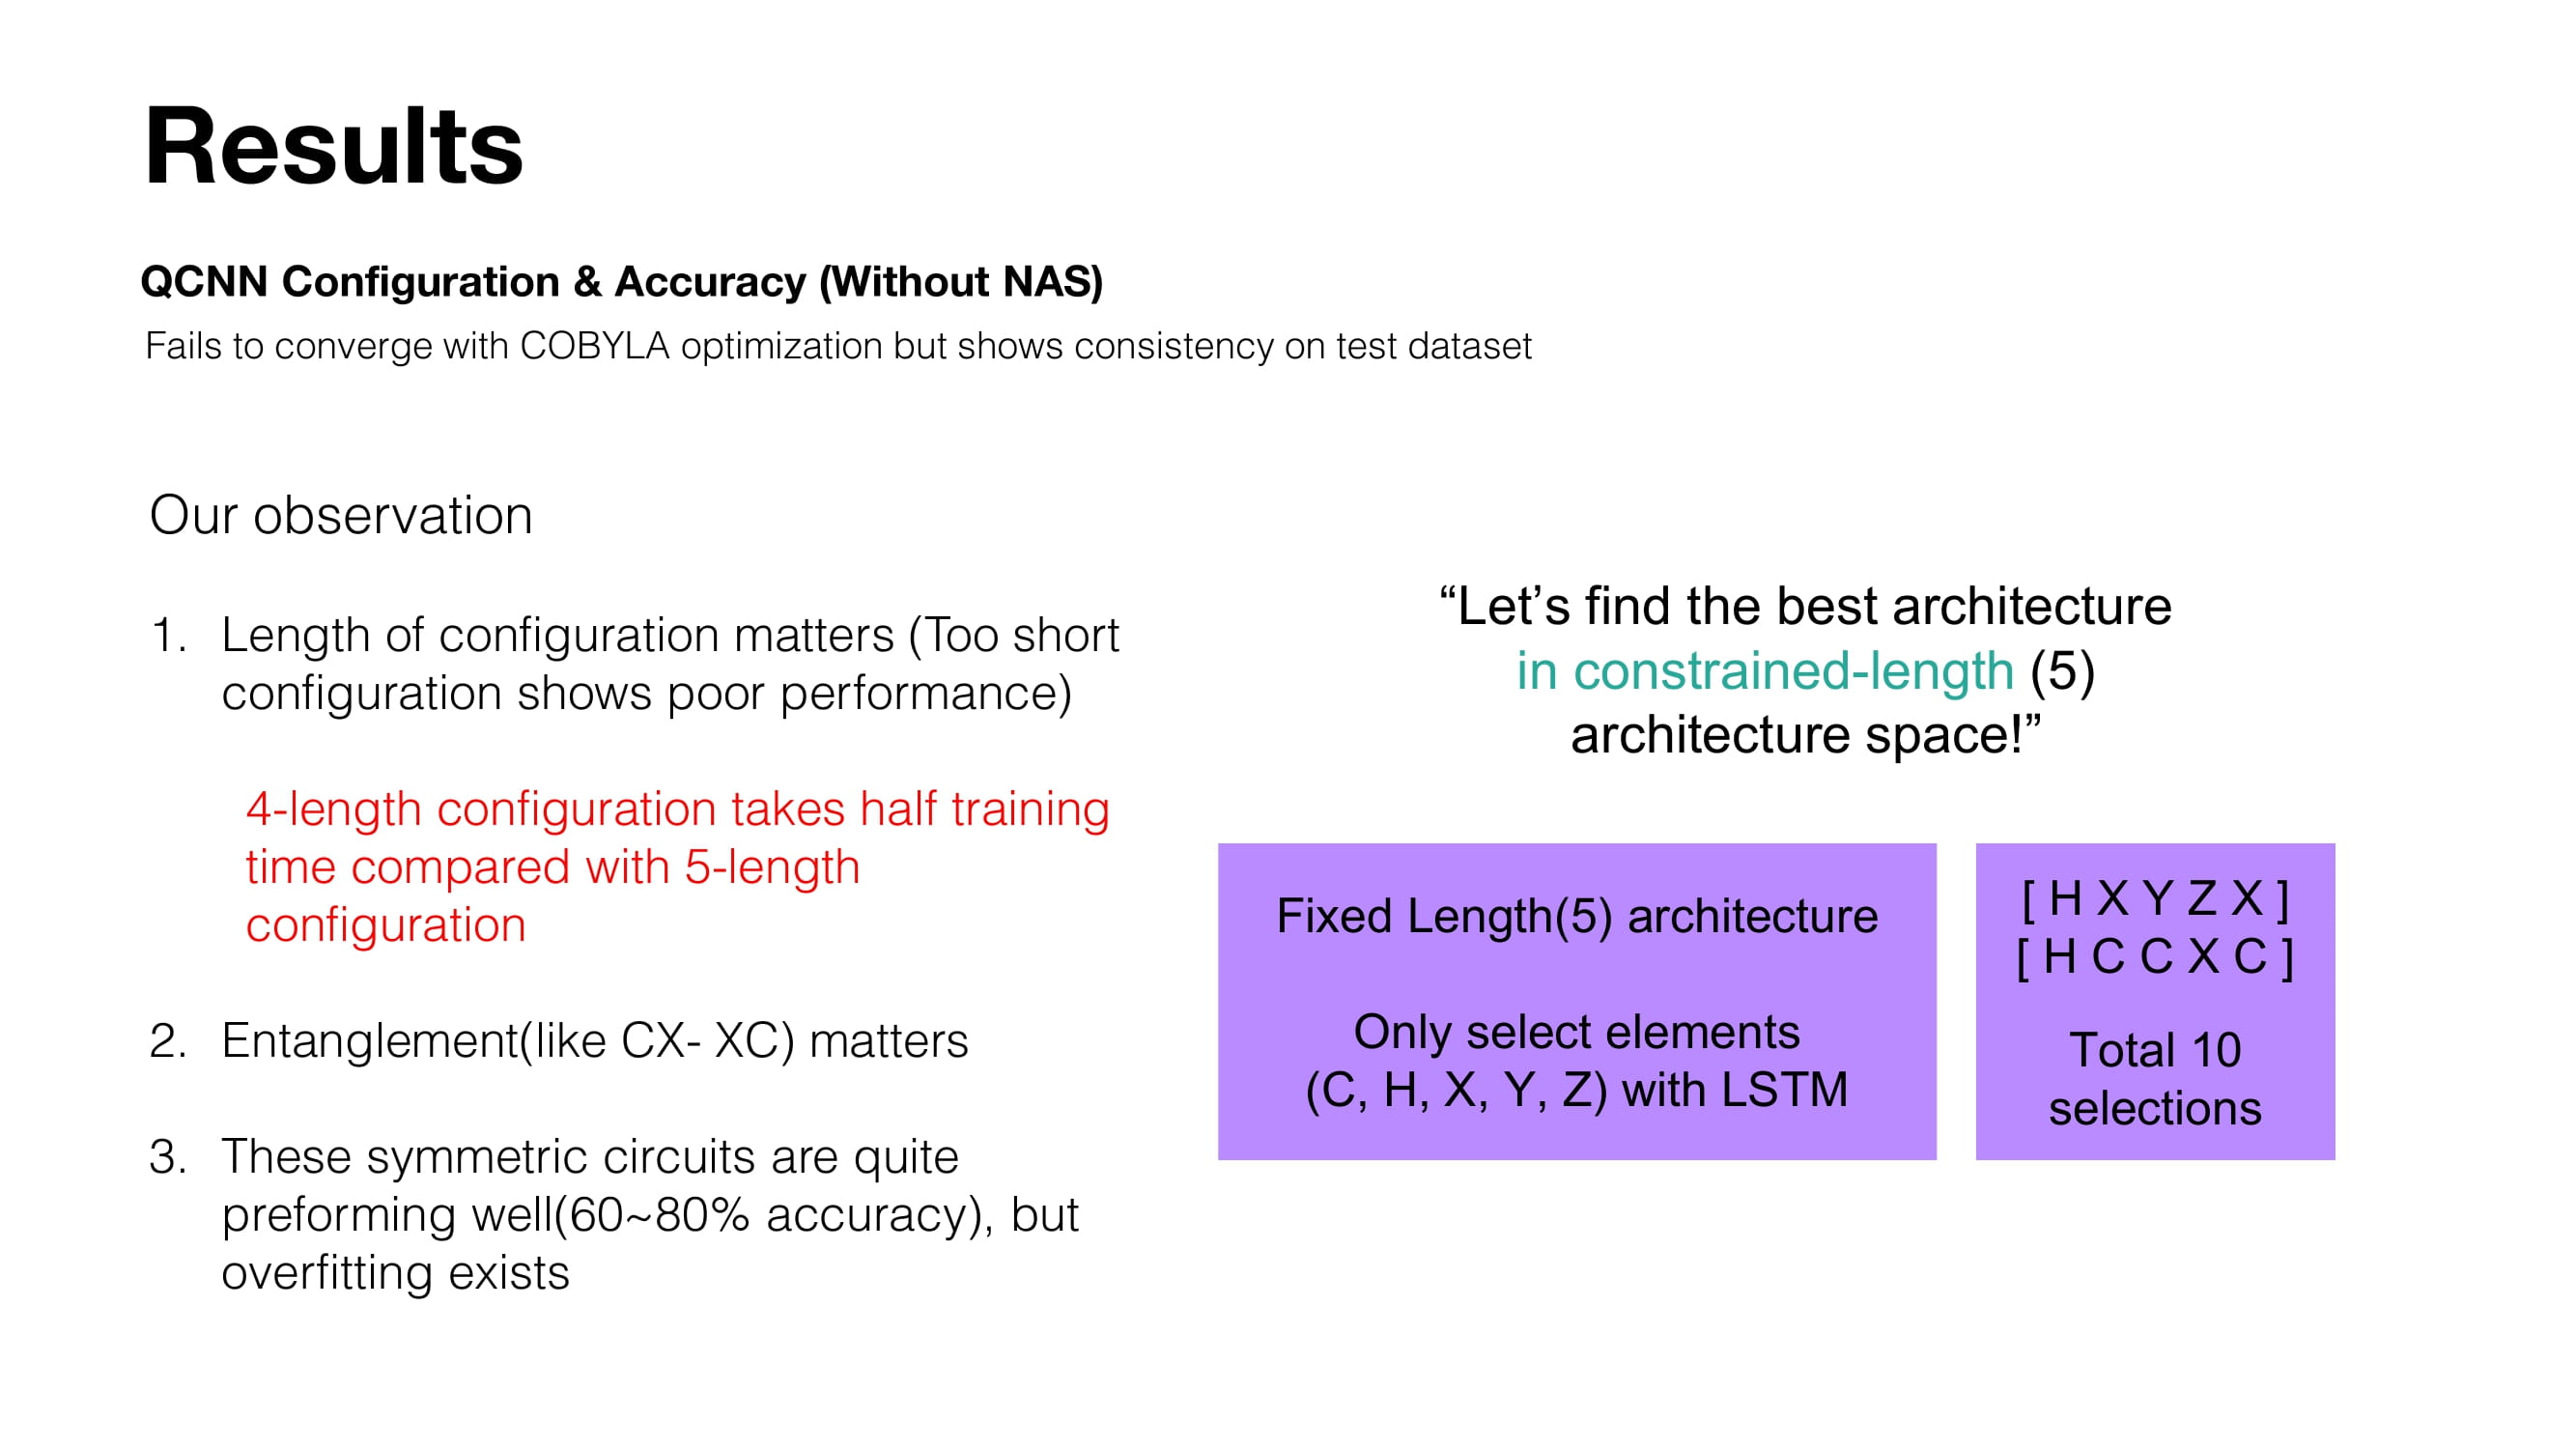 Results
QCNN Configuration & Accuracy (Without NAS)
Fails to converge with COBYLA optimization but shows consistency on test dataset
Our observation
1. Length of configuration matters (Too short
configuration shows poor performance)
4-length configuration takes half training
time compared with 5-length
configuration
2. Entanglement(like CX- XC) matters
3. These symmetric circuits are quite
preforming well(60~80% accuracy), but
overfitting exists
“Let’s find the best architecture
in constrained-length (5)
architecture space!”
Fixed Length(5) architecture
Only select elements
(C, H, X, Y, Z) with LSTM
[ H X Y Z X ]
[ H C C X C ]
Total 10
selections